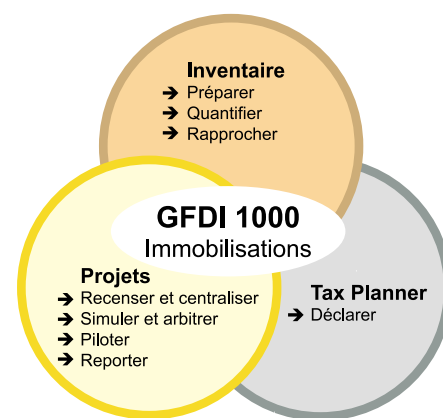 Inventaire
➔ Préparer
➔ Quantifier
➔ Rapprocher
GFDI 1000
Immobilisations
Projets
➔ Recenser et centraliser
➔ Simuler et arbitrer
➔ Piloter
➔ Reporter
Tax Planner
➔ Déclarer